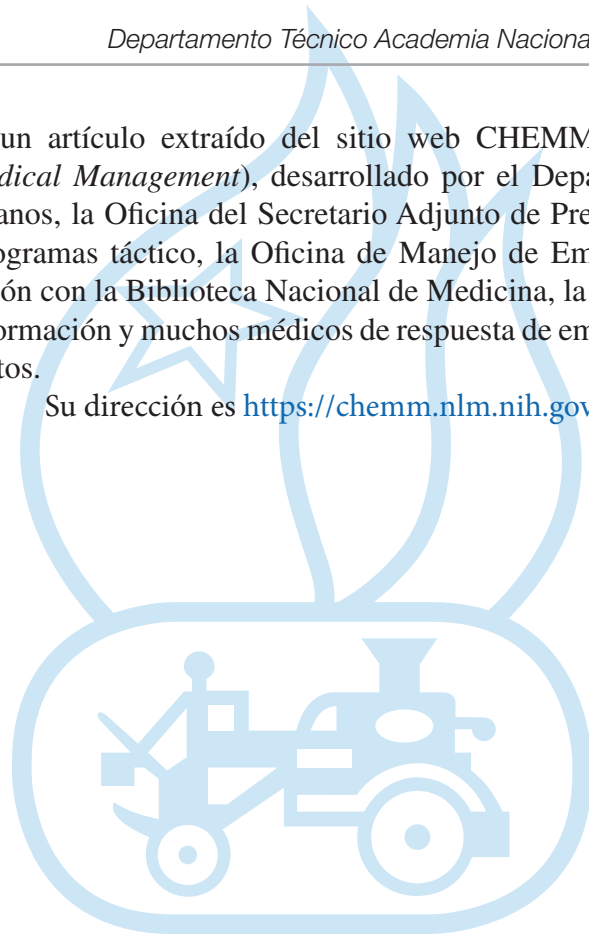 Departamento Técnico Academia Naciona
un artículo extraído del sitio web CHEMM
dical Management), desarrollado por el Depa
anos, la Oficina del Secretario Adjunto de Pre
ogramas táctico, la Oficina de Manejo de Em
ión con la Biblioteca Nacional de Medicina, la
ormación y muchos médicos de respuesta de em
tos.
Su dirección es https://chemm.nlm.nih.gov